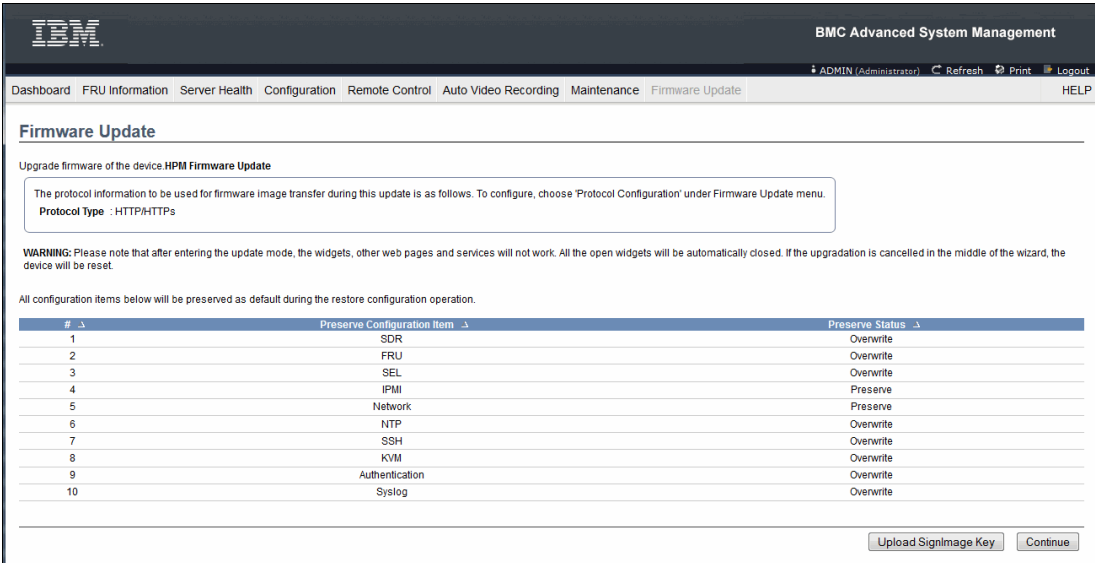 IBM.
BMC Advanced System Management
ADMIN (Administrator) Refresh Print Logout
Dashboard FRU Information Server Health Configuration Remote Control Auto Video Recording Maintenance Firmware Update HELP
Firmware Update
Upgrade firmware of the device.HPM Firmware Update
The protocol information to be used for firmware image transfer during this update is as follows. To configure, choose 'Protocol Configuration' under Firmware Update menu.
Protocol Type : HTTP/HTTPs
WARNING: Please note that after entering the update mode, the widgets, other web pages and services will not work. All the open widgets will be automatically closed. If the upgradation is cancelled in the middle of the wizard, the
device will be reset.
All configuration items below will be preserved as default during the restore configuration operation.
# Preserve Configuration Item Preserve Status
1 SDR Overwrite
2 FRU Overwrite
3 SEL Overwrite
4 IPMI Preserve
5 Network Preserve
6 NTP Overwrite
7 SSH Overwrite
8 KVM Overwrite
9 Authentication Overwrite
10 Syslog Overwrite
Upload SignImage Key Continue